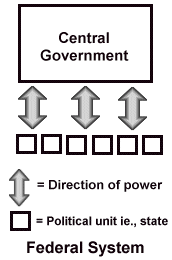 Central
Government
= Direction of power
= Political unit ie., state
Federal System